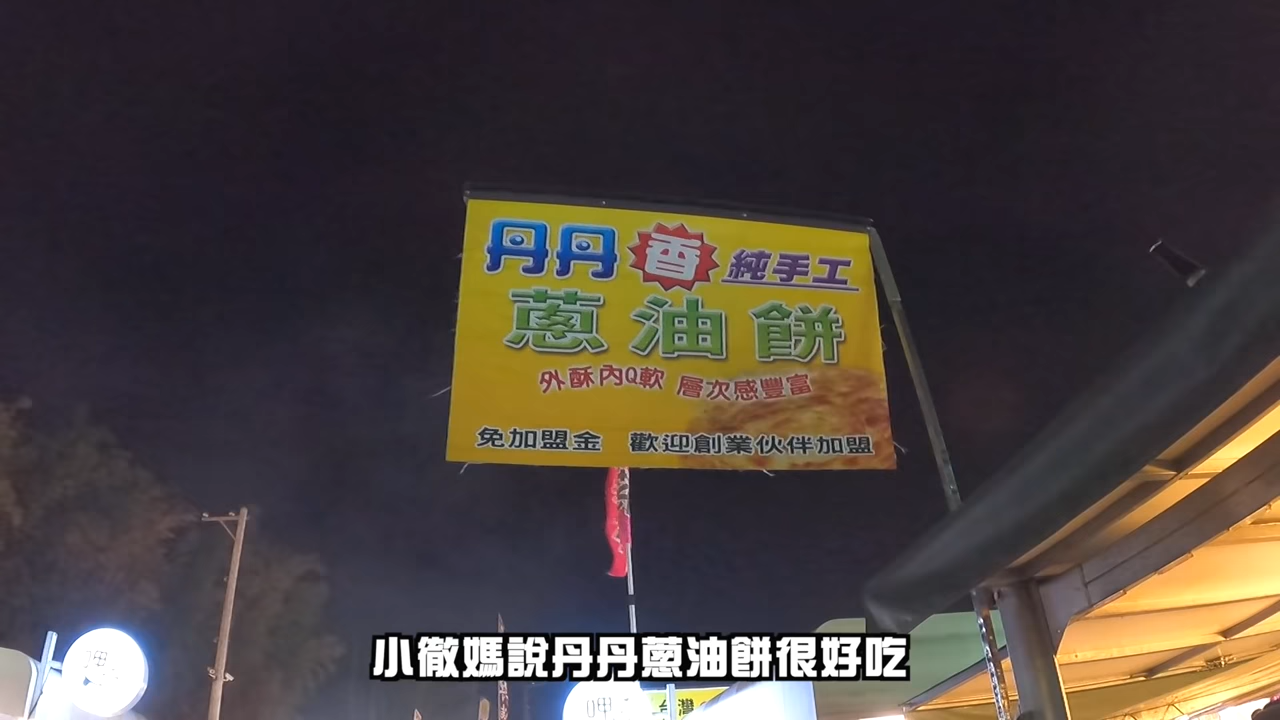 丹丹 香 純手工
蔥油餅
外酥內Q軟 層次感豐富
免加盟金 歡迎創業伙伴加盟
小徹媽說丹丹蔥油餅很好吃
台灣